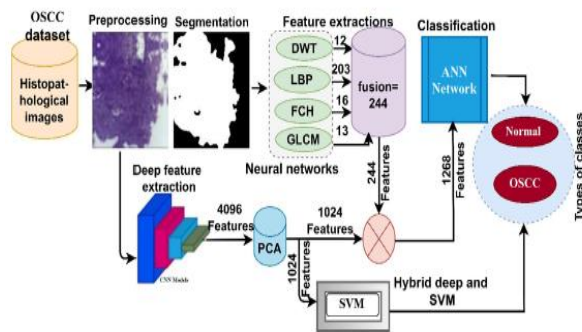 OSCC
dataset
Histopat-
hological
images
Preprocessing
Segmentation
Feature extractions
DWT
12
LBP
203
FCH
16
GLCM
13
fusion=
244
Neural networks
Classification
ANN
Network
Normal
OSCC
Types of classes
244
Features
1268
Features
Deep feature
extraction
CNN Models
4096
Features
PCA
1024
Features
1024
Features
SVM
Hybrid deep and
SVM